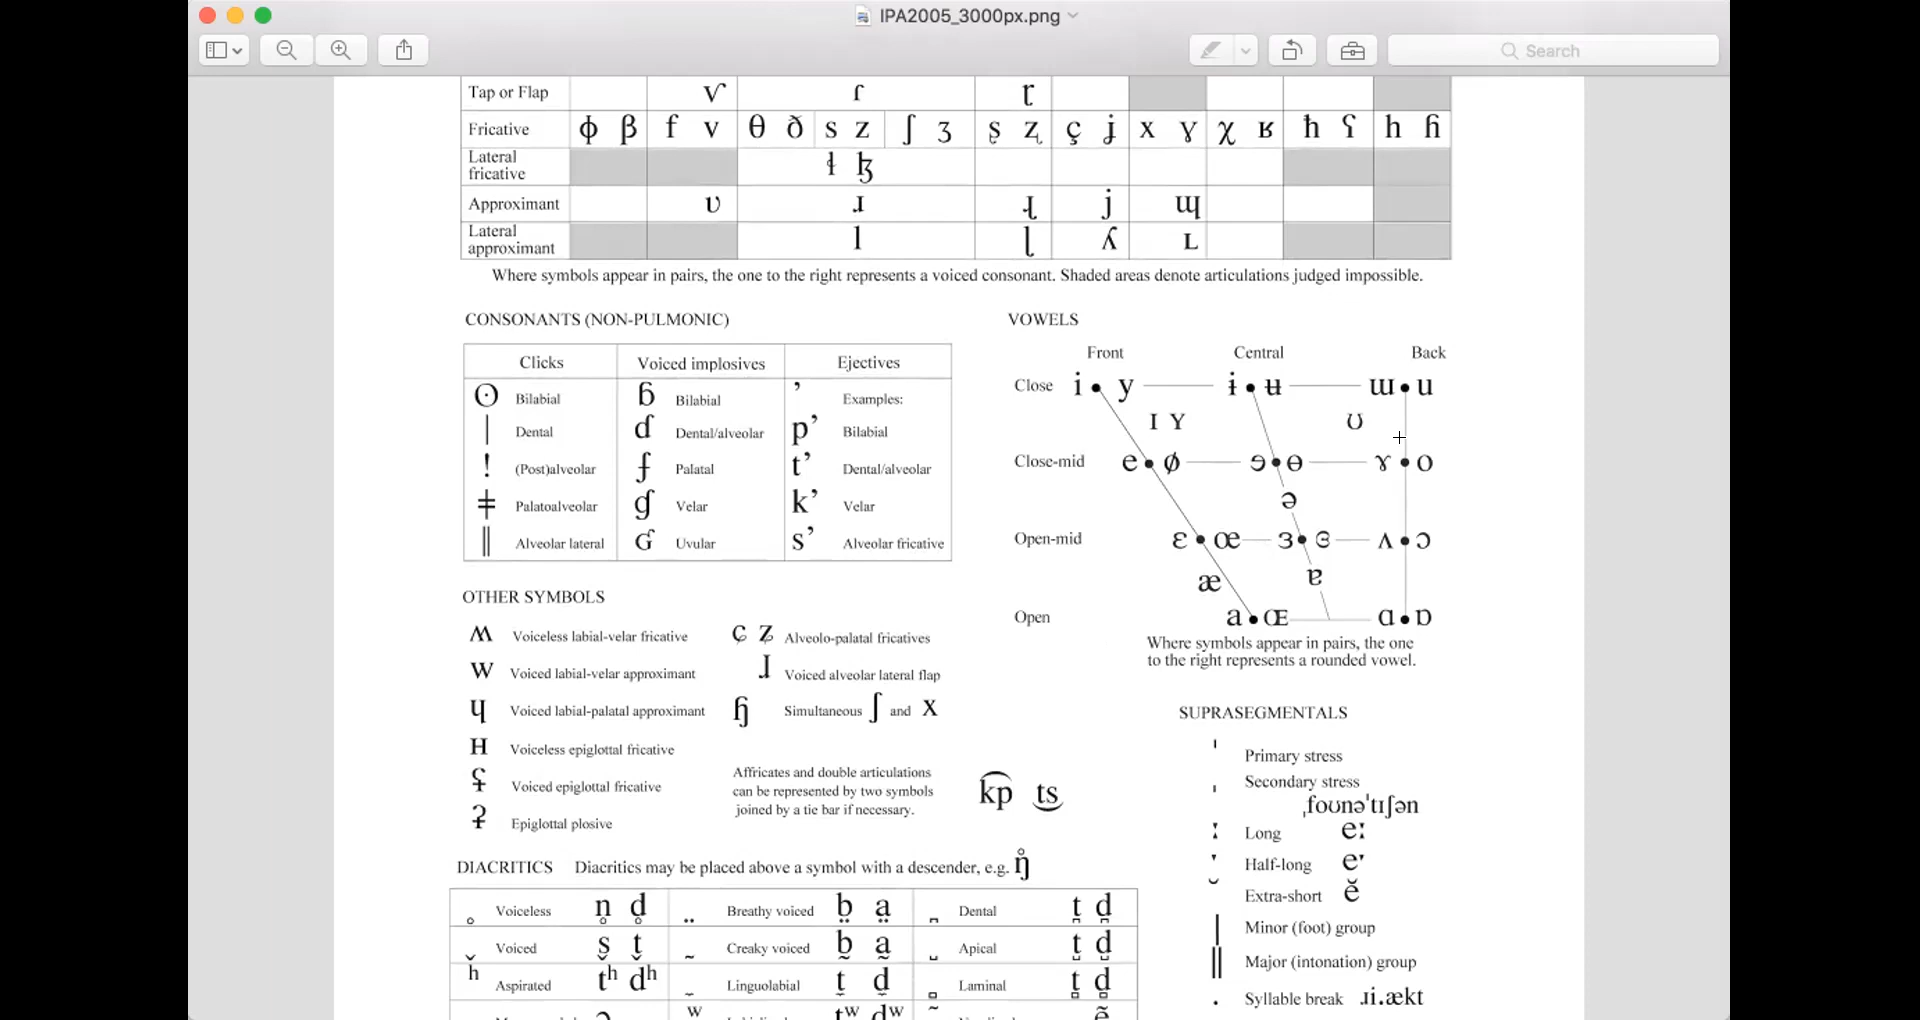 IPA2005_3000px.png
Search
Tap or Flap ⱱ ɾ ɽ
Fricative ɸ β f v θ ð s z ʃ ʒ ʂ ʐ ç ʝ x ɣ χ ʁ ħ ʕ h ɦ
Lateral
fricative ɬ ɮ
Approximant ʋ ɹ ɻ j ɰ
Lateral
approximant l ɭ ʎ ʟ
Where symbols appear in pairs, the one to the right represents a voiced consonant. Shaded areas denote articulations judged impossible.
CONSONANTS (NON-PULMONIC)
Clicks Voiced implosives Ejectives
ʘ Bilabial ɓ Bilabial ʼ Examples:
ǀ Dental ɗ Dental/alveolar pʼ Bilabial
ǃ (Post)alveolar ʄ Palatal tʼ Dental/alveolar
ǂ Palatoalveolar ɠ Velar kʼ Velar
ǁ Alveolar lateral ʛ Uvular sʼ Alveolar fricative
VOWELS
Front Central Back
Close i y ɨ ʉ ɯ u
ɪ ʏ ʊ
Close-mid e ø ɘ ɵ ɤ o
ə
Open-mid ɛ œ ɜ ɞ ʌ ɔ
æ ɐ
Open a ɶ ɑ ɒ
Where symbols appear in pairs, the one
to the right represents a rounded vowel.
OTHER SYMBOLS
ʍ Voiceless labial-velar fricative ɕ ʑ Alveolo-palatal fricatives
w Voiced labial-velar approximant ɺ Voiced alveolar lateral flap
ɥ Voiced labial-palatal approximant ɧ Simultaneous ʃ and x
ʜ Voiceless epiglottal fricative
ʢ Voiced epiglottal fricative
ʡ Epiglottal plosive
Affricates and double articulations
can be represented by two symbols
joined by a tie bar if necessary.
k͡p t͜s
SUPRASEGMENTALS
ˈ Primary stress
ˌ Secondary stress
ˌfoʊnəˈtɪʃən
ː Long eː
ˑ Half-long eˑ
˘ Extra-short ĕ
| Minor (foot) group
‖ Major (intonation) group
. Syllable break ɹi.ækt
DIACRITICS Diacritics may be placed above a symbol with a descender, e.g. ŋ̊
̥ Voiceless n̥ d̥ ̤ Breathy voiced b̤ a̤ ̪ Dental t̪ d̪
̬ Voiced s̬ t̬ ̰ Creaky voiced b̰ a̰ ̺ Apical t̺ d̺
ʰ Aspirated tʰ dʰ ̼ Linguolabial t̼ d̼ ̻ Laminal t̻ d̻